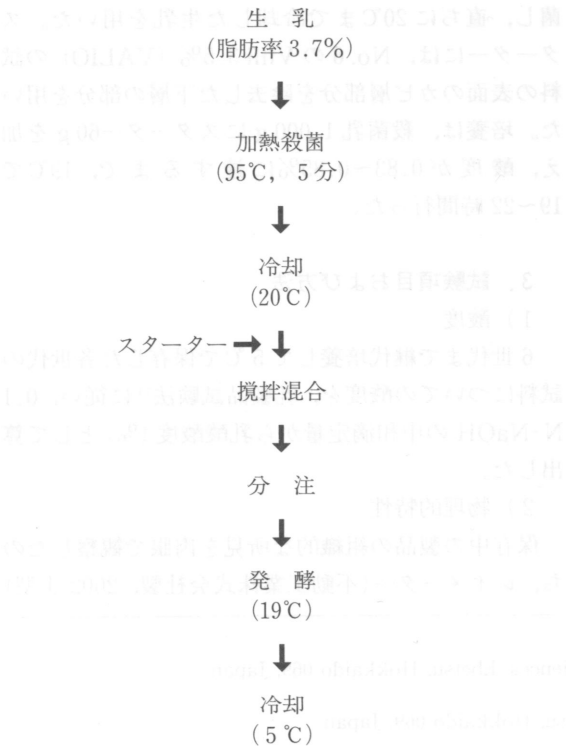 生　乳
(脂肪率3.7%)
加熱殺菌
(95℃, 5分)
冷却
(20℃)
スターター
撹拌混合
分　注
発　酵
(19℃)
冷却
(5℃)